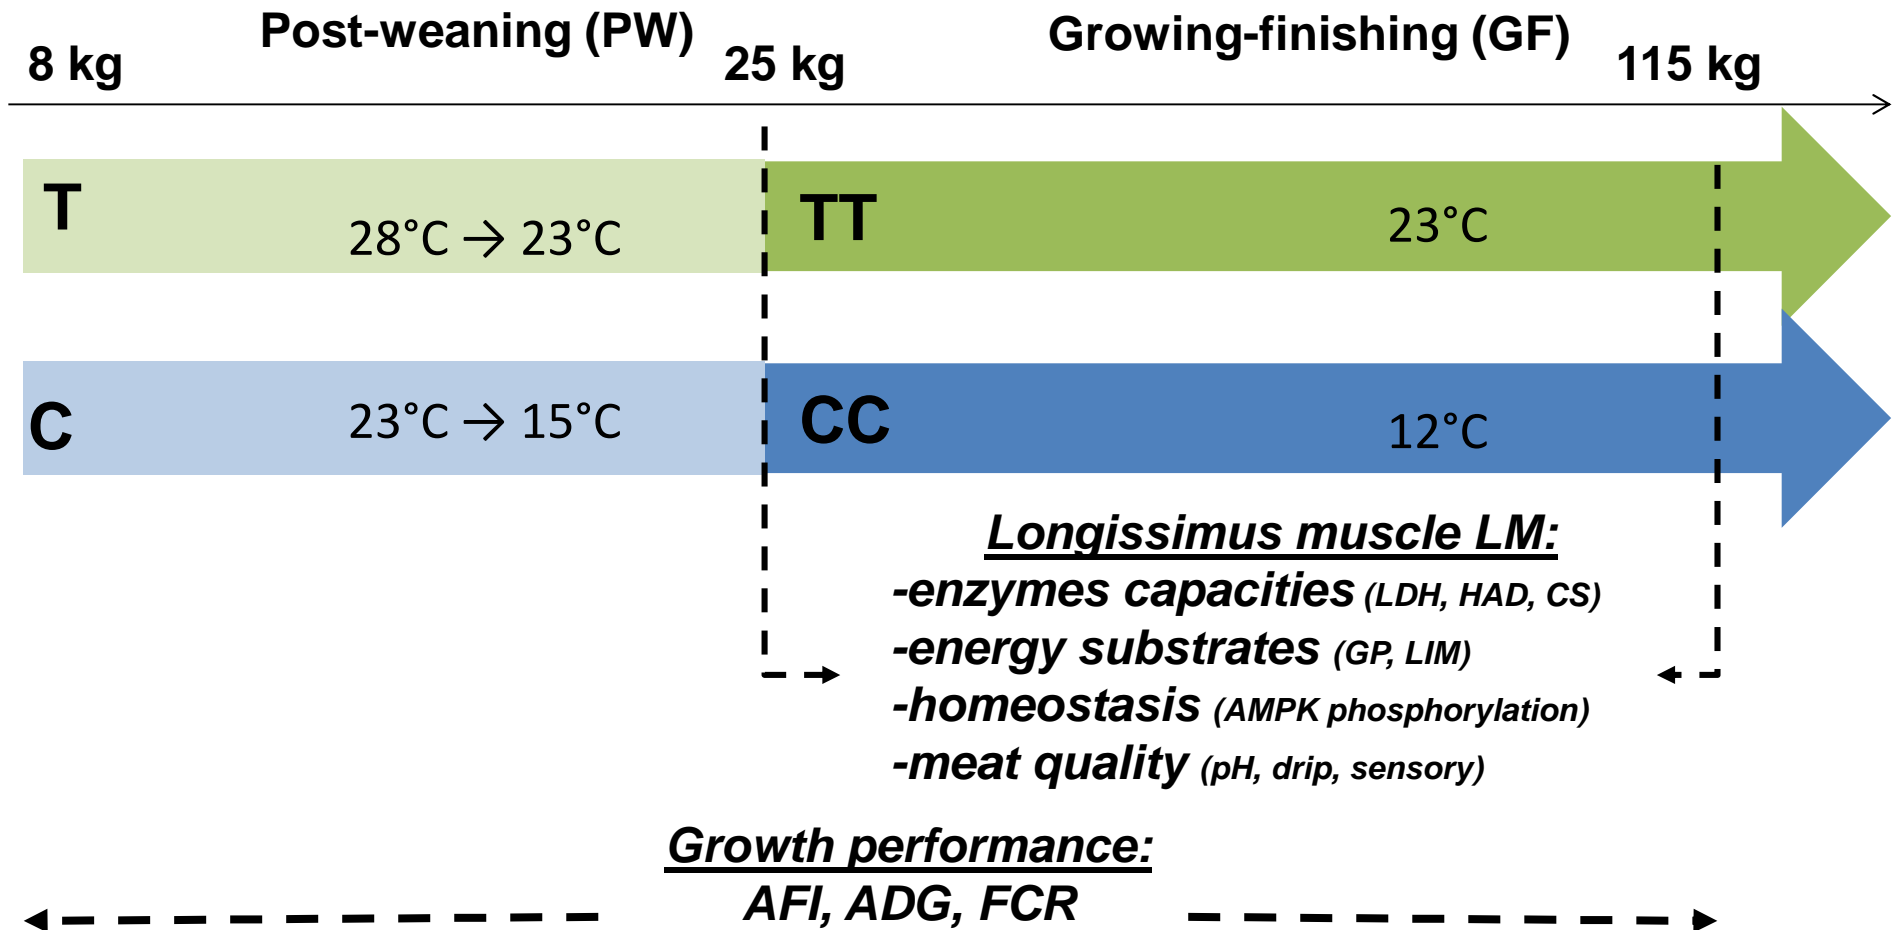 Post-weaning (PW)
Growing-finishing (GF)
8 kg
25 kg
115 kg
T
28°C → 23°C
TT
23°C
C
23°C → 15°C
CC
12°C
Longissimus muscle LM:
-enzymes capacities (LDH, HAD, CS)
-energy substrates (GP, LIM)
-homeostasis (AMPK phosphorylation)
-meat quality (pH, drip, sensory)
Growth performance:
AFI, ADG, FCR